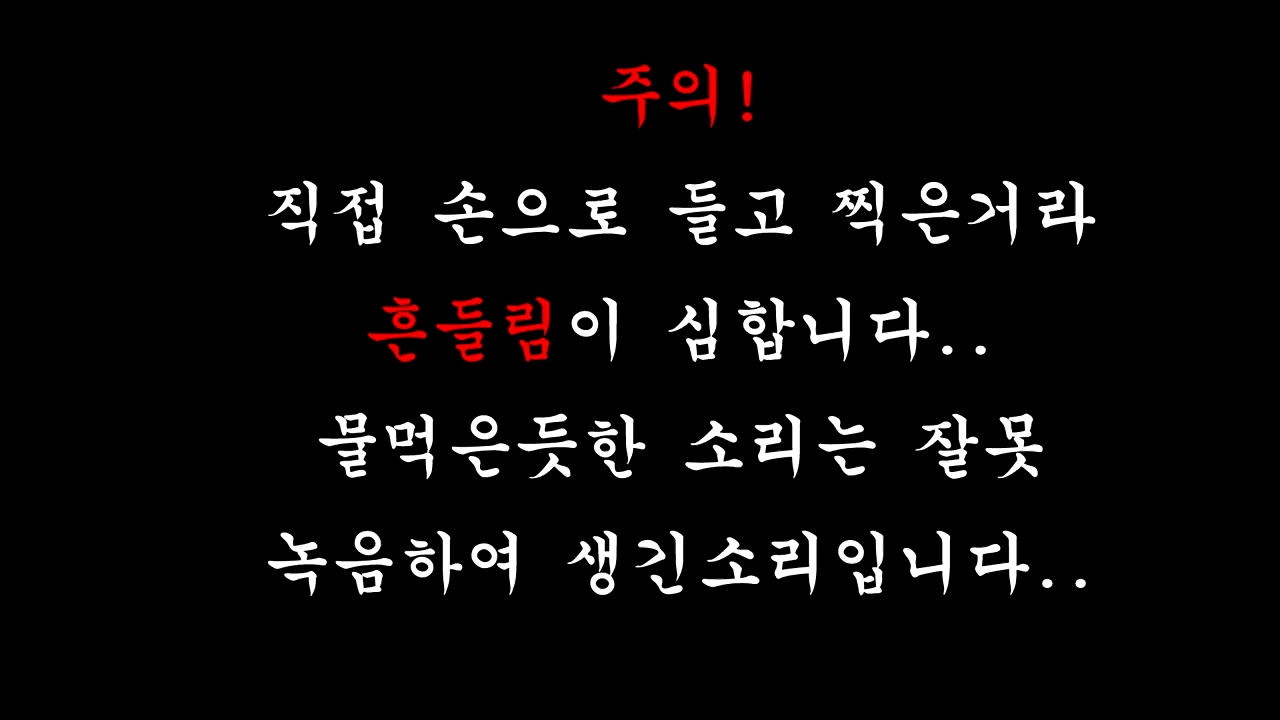 주의!
직접 손으로 들고 찍은거라
흔들림이 심합니다..
물먹은듯한 소리는 잘못
녹음하여 생긴소리입니다..